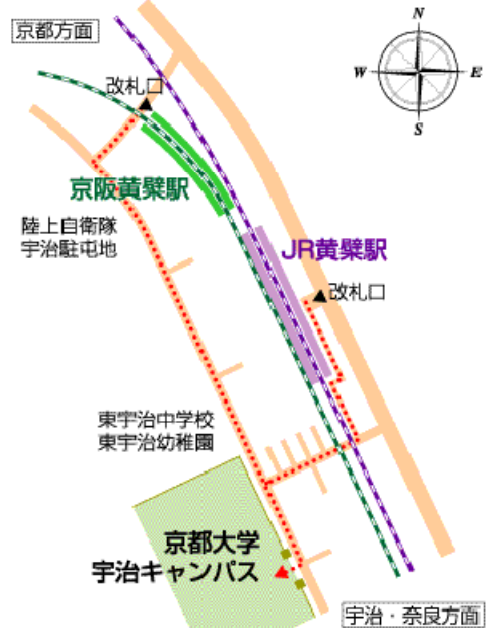 N
京都方面
W
E
S
改札口
京阪黄檗駅
陸上自衛隊
宇治駐屯地
JR黄檗駅
改札口
東宇治中学校
東宇治幼稚園
京都大学
宇治キャンパス
宇治・奈良方面